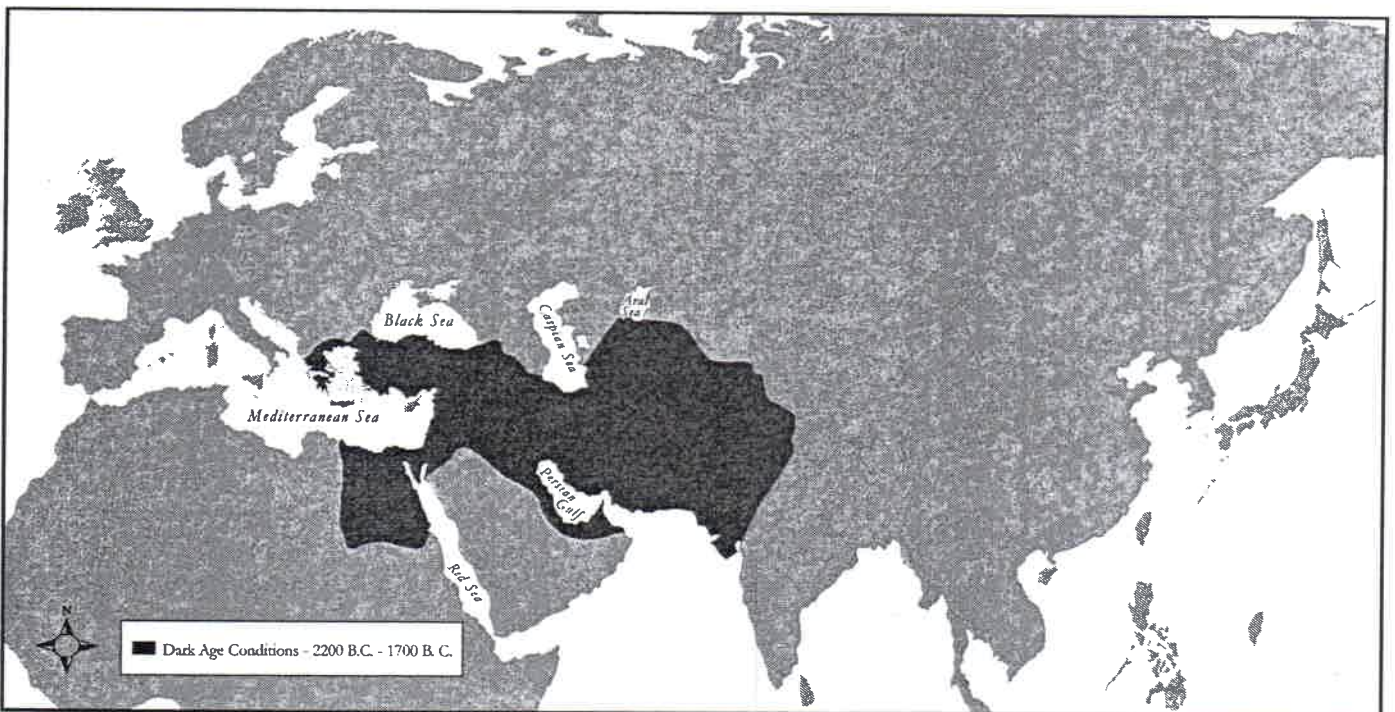 Black Sea
Caspian Sea
Aral
Sea
Mediterranean Sea
Persian
Gulf
Red Sea
N
Dark Age Conditions - 2200 B.C. - 1700 B. C.